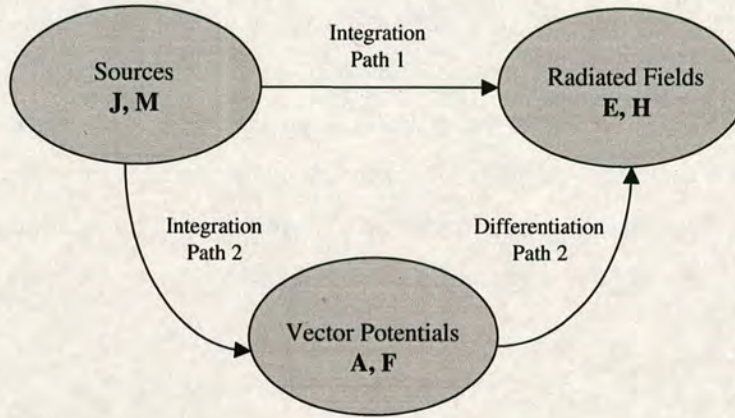 Integration
Path 1
Sources
J, M
Radiated Fields
E, H
Integration
Path 2
Differentiation
Path 2
Vector Potentials
A, F